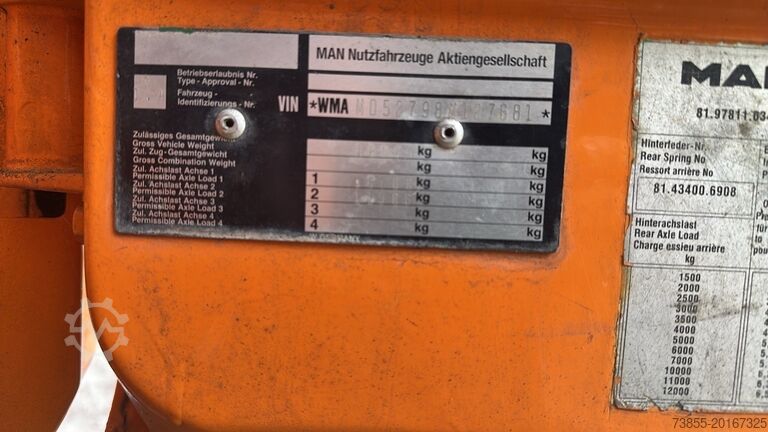 MAN Nutzfahrzeuge Aktiengesellschaft
Betriebserlaubnis Nr.
Type - Approval - Nr.
Fahrzeug -
Identifizierungs - Nr.
VIN
*WMA
Zulässiges Gesamtgewicht
Gross Vehicle Weight
Zul. Zug-Gesamtgewicht
Gross Combination Weight
Zul. Achslast Achse 1
Permissible Axle Load 1
Zul. Achslast Achse 2
Permissible Axle Load 2
Zul. Achslast Achse 3
Permissible Axle Load 3
Zul. Achslast Achse 4
Permissible Axle Load 4
kg kg
kg kg
1 kg kg
2 kg kg
3 kg kg
4 kg kg
W.GERMANY
MAN
Hinterfeder-Nr.
Rear Spring No
Ressort arrière No
81.43400.6908
Hinterachslast
Rear Axle Load
Charge essieu arrière
kg
1500
2000
2500
3000
3500
4000
5000
6000
7000
10000
11000
12000
73855-20167325